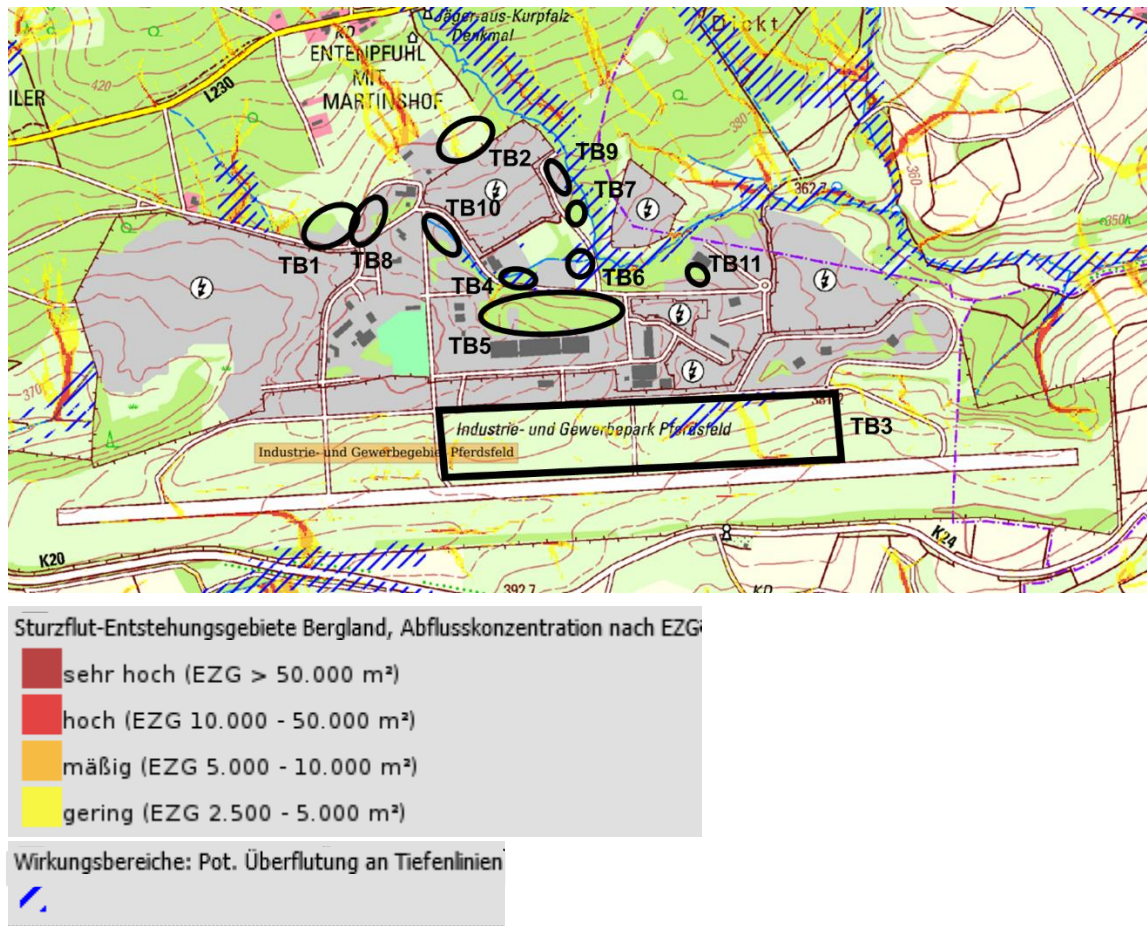 Jäger-aus-Kurpfalz-
Denkmal
Dickt
KD
ENTENPFUHL
MIT
MARTINSHOF
420
ILER
L230
380
TB2
TB9
TB7
362,7
360
350
TB10
TB1
TB8
TB11
TB4
TB6
TB5
370
Industrie- und Gewerbepark Pferdsfeld
TB3
Industrie- und Gewerbegebiet Pferdsfeld
K20
K24
392,7
KD
Sturzflut-Entstehungsgebiete Bergland, Abflusskonzentration nach EZG
sehr hoch (EZG > 50.000 m²)
hoch (EZG 10.000 - 50.000 m²)
mäßig (EZG 5.000 - 10.000 m²)
gering (EZG 2.500 - 5.000 m²)
Wirkungsbereiche: Pot. Überflutung an Tiefenlinien